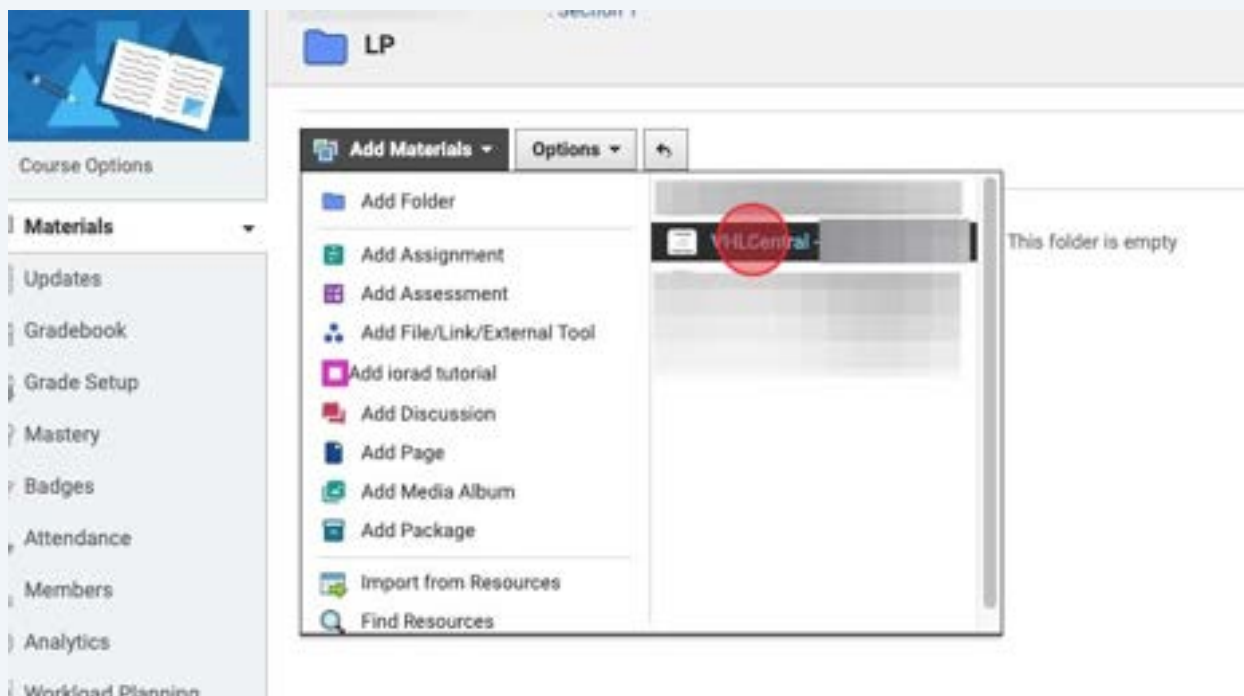 : Section 1
LP
Add Materials
Options
Course Options
Materials
Updates
Gradebook
Grade Setup
Mastery
Badges
Attendance
Members
Analytics
Workload Planning
Add Folder
Add Assignment
Add Assessment
Add File/Link/External Tool
Add iorad tutorial
Add Discussion
Add Page
Add Media Album
Add Package
Import from Resources
Find Resources
VHLCentral -
This folder is empty